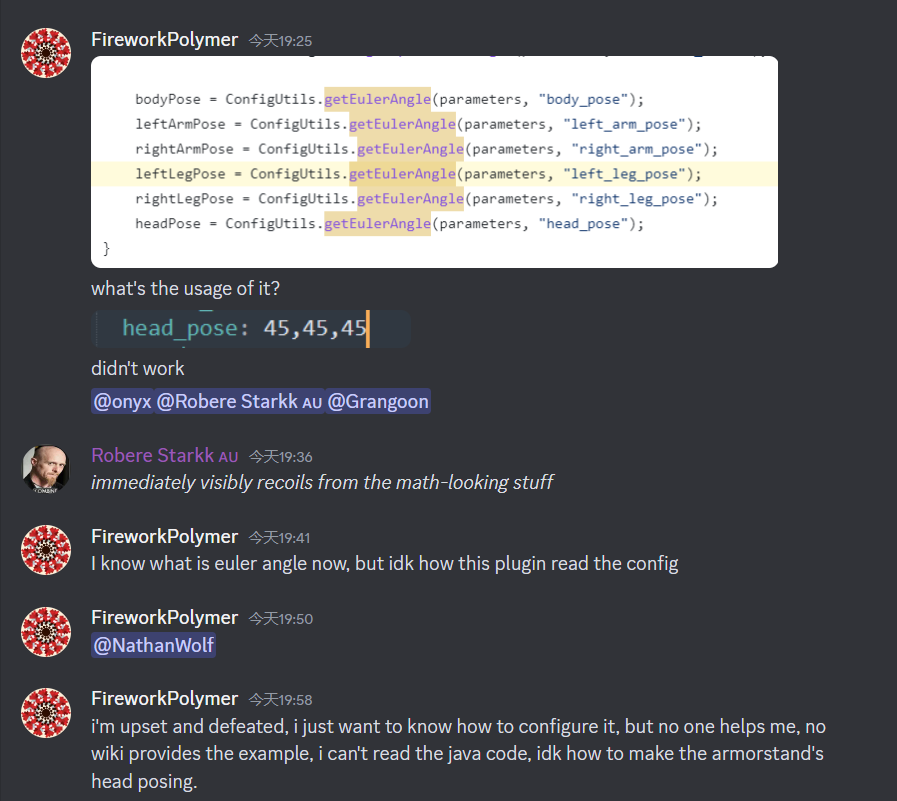 FireworkPolymer 今天19:25
bodyPose = ConfigUtils.getEulerAngle(parameters, "body_pose");
leftArmPose = ConfigUtils.getEulerAngle(parameters, "left_arm_pose");
rightArmPose = ConfigUtils.getEulerAngle(parameters, "right_arm_pose");
leftLegPose = ConfigUtils.getEulerAngle(parameters, "left_leg_pose");
rightLegPose = ConfigUtils.getEulerAngle(parameters, "right_leg_pose");
headPose = ConfigUtils.getEulerAngle(parameters, "head_pose");
}
what's the usage of it?
head_pose: 45,45,45
didn't work
@onyx @Robere Starkk AU @Grangoon
Robere Starkk AU 今天19:36
immediately visibly recoils from the math-looking stuff
FireworkPolymer 今天19:41
I know what is euler angle now, but idk how this plugin read the config
FireworkPolymer 今天19:50
@NathanWolf
FireworkPolymer 今天19:58
i'm upset and defeated, i just want to know how to configure it, but no one helps me, no
wiki provides the example, i can't read the java code, idk how to make the armorstand's
head posing.